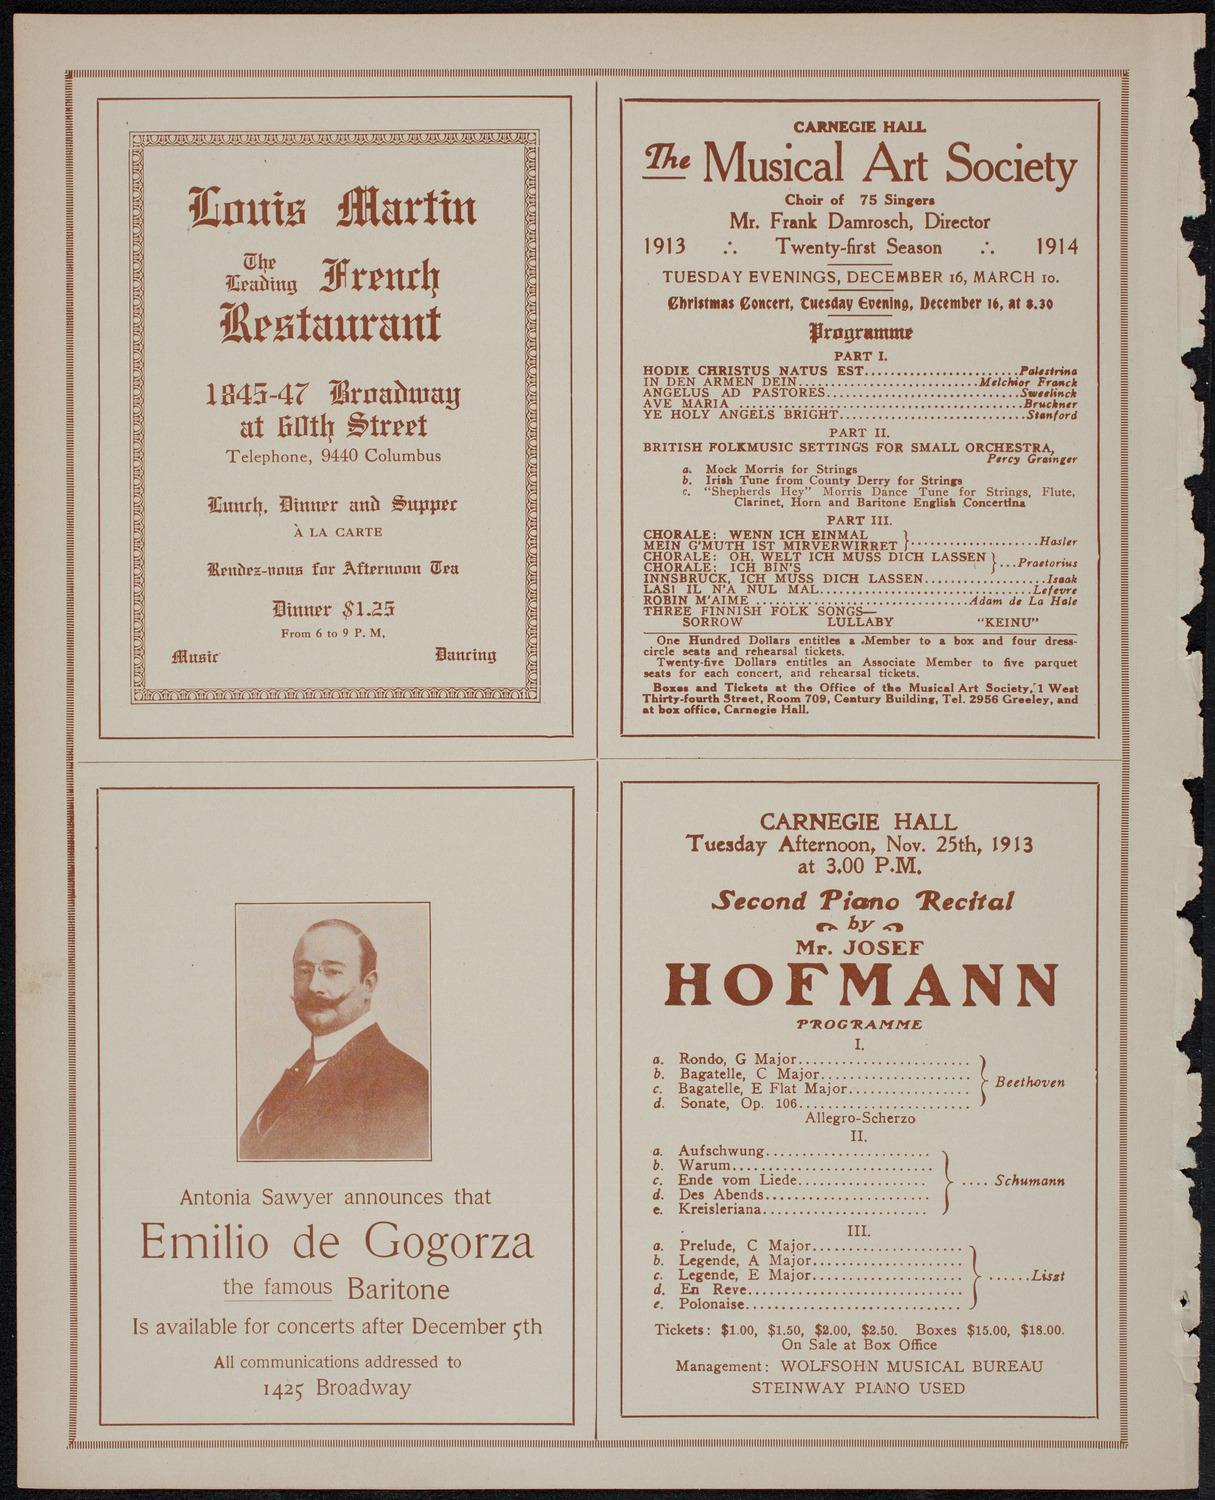 Louis Martin
The
Leading French
Restaurant
1845-47 Broadway
at 60th Street
Telephone, 9440 Columbus
Lunch, Dinner and Supper
À LA CARTE
Rendez-vous for Afternoon Tea
Dinner $1.25
From 6 to 9 P. M,
Music Dancing
CARNEGIE HALL
The Musical Art Society
Choir of 75 Singers
Mr. Frank Damrosch, Director
1913 ∴ Twenty-first Season ∴ 1914
TUESDAY EVENINGS, DECEMBER 16, MARCH 10.
Christmas Concert, Tuesday Evening, December 16, at 8.30
Programme
PART I.
HODIE CHRISTUS NATUS EST.......................Palestrina
IN DEN ARMEN DEIN...........................Melchior Franck
ANGELUS AD PASTORES..............................Sweelinck
AVE MARIA ...........................................Bruckner
YE HOLY ANGELS BRIGHT............................Stanford
PART II.
BRITISH FOLKMUSIC SETTINGS FOR SMALL ORCHESTRA,
Percy Grainger
a. Mock Morris for Strings
b. Irish Tune from County Derry for Strings
c. "Shepherds Hey" Morris Dance Tune for Strings, Flute,
Clarinet, Horn and Baritone English Concertina
PART III.
CHORALE: WENN ICH EINMAL
MEIN G'MUTH IST MIRVERWIRRET }...................Hasler
CHORALE: OH, WELT ICH MUSS DICH LASSEN
CHORALE: ICH BIN'S }...Praetorius
INNSBRUCK, ICH MUSS DICH LASSEN...................Isaak
LASI IL N'A NUL MAL................................Lefevre
ROBIN M'AIME ................................Adam de La Hale
THREE FINNISH FOLK SONGS—
SORROW LULLABY "KEINU"
One Hundred Dollars entitles a Member to a box and four dress-
circle seats and rehearsal tickets.
Twenty-five Dollars entitles an Associate Member to five parquet
seats for each concert, and rehearsal tickets.
Boxes and Tickets at the Office of the Musical Art Society, 1 West
Thirty-fourth Street, Room 709, Century Building, Tel. 2956 Greeley, and
at box office, Carnegie Hall.
Antonia Sawyer announces that
Emilio de Gogorza
the famous Baritone
Is available for concerts after December 5th
All communications addressed to
1425 Broadway
CARNEGIE HALL
Tuesday Afternoon, Nov. 25th, 1913
at 3.00 P.M.
Second Piano Recital
by
Mr. JOSEF
HOFMANN
PROGRAMME
I.
a. Rondo, G Major.........................
b. Bagatelle, C Major......................
c. Bagatelle, E Flat Major................. } Beethoven
d. Sonate, Op. 106.........................
Allegro-Scherzo
II.
a. Aufschwung.........................
b. Warum..............................
c. Ende vom Liede................... } .... Schumann
d. Des Abends.........................
e. Kreisleriana........................
III.
a. Prelude, C Major......................
b. Legende, A Major......................
c. Legende, E Major...................... } ......Liszt
d. En Reve................................
e. Polonaise...............................
Tickets: $1.00, $1.50, $2.00, $2.50. Boxes $15.00, $18.00.
On Sale at Box Office
Management: WOLFSOHN MUSICAL BUREAU
STEINWAY PIANO USED